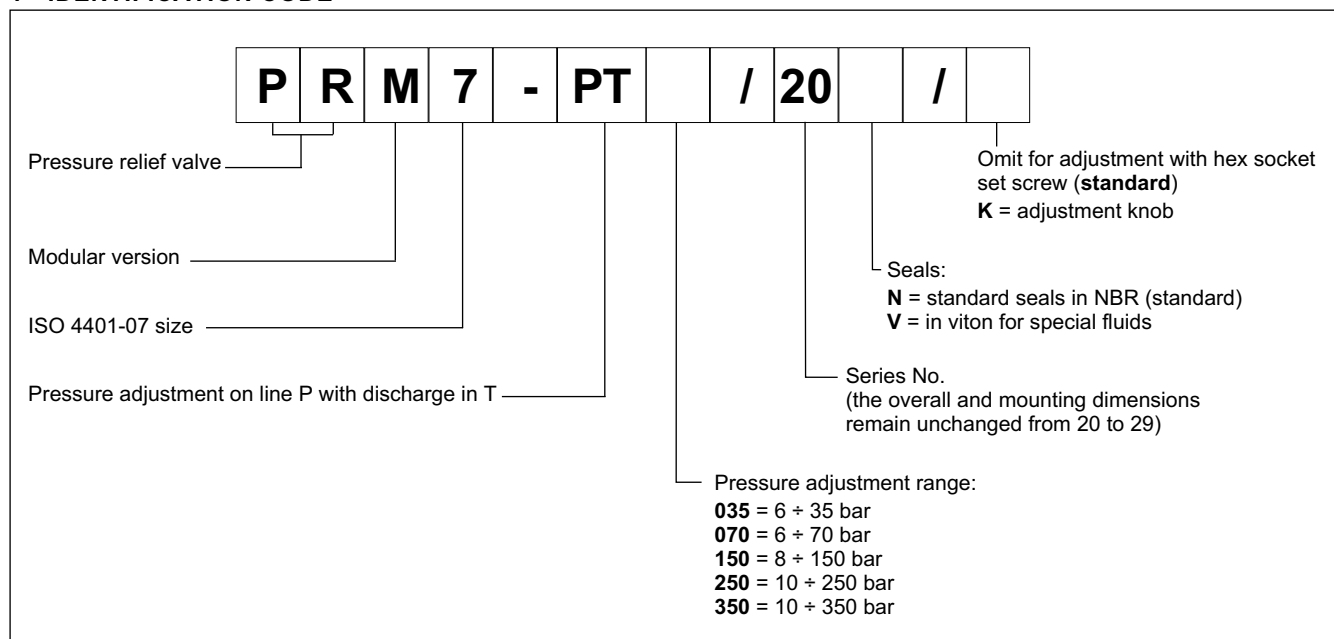 PRM7-PT / 20 /
Pressure relief valve
Modular version
ISO 4401-07 size
Pressure adjustment on line P with discharge in T
Omit for adjustment with hex socket
set screw (standard)
K = adjustment knob
Seals:
N = standard seals in NBR (standard)
V = in viton for special fluids
Series No.
(the overall and mounting dimensions
remain unchanged from 20 to 29)
Pressure adjustment range:
035 = 6 ÷ 35 bar
070 = 6 ÷ 70 bar
150 = 8 ÷ 150 bar
250 = 10 ÷ 250 bar
350 = 10 ÷ 350 bar